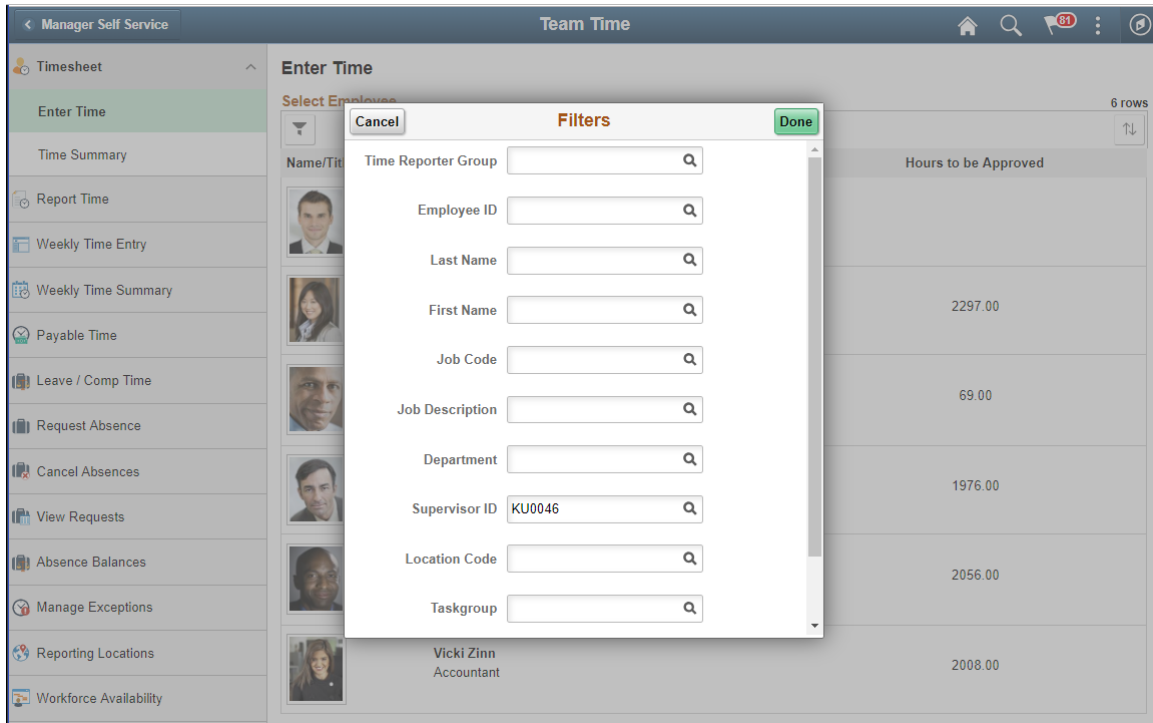 Manager Self Service
Team Time
81
Timesheet
Enter Time
Time Summary
Report Time
Weekly Time Entry
Weekly Time Summary
Payable Time
Leave / Comp Time
Request Absence
Cancel Absences
View Requests
Absence Balances
Manage Exceptions
Reporting Locations
Workforce Availability
Enter Time
Select Employee
6 rows
Name/Tit
Hours to be Approved
2297.00
69.00
1976.00
2056.00
Vicki Zinn
Accountant
2008.00
Cancel
Filters
Done
Time Reporter Group
Employee ID
Last Name
First Name
Job Code
Job Description
Department
Supervisor ID KU0046
Location Code
Taskgroup